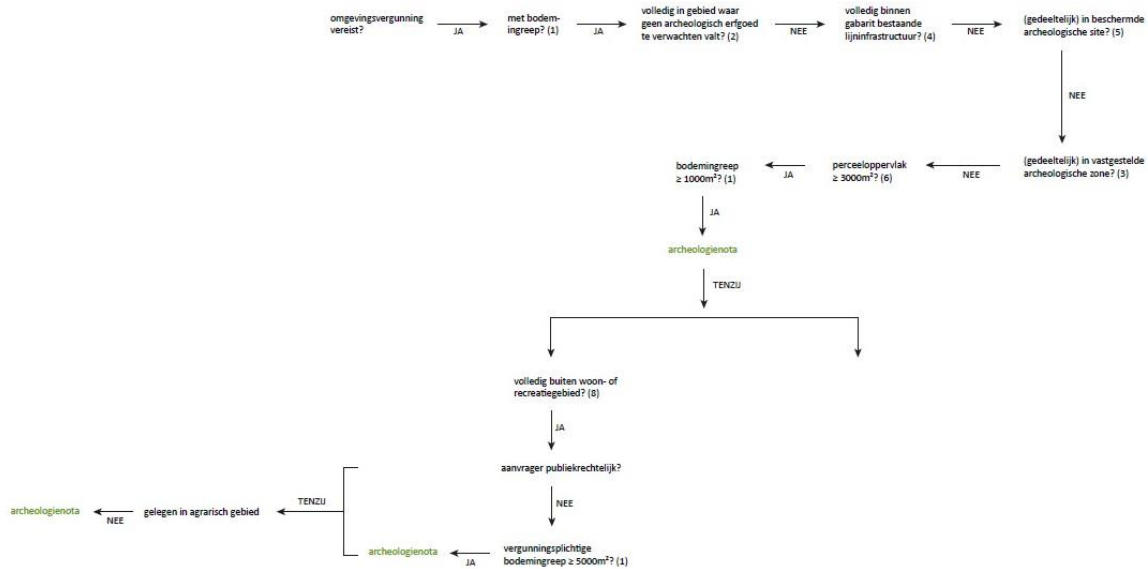 omgevingsvergunning
vereist?
JA
met bodem-
ingreep? (1)
JA
volledig in gebied waar
geen archeologisch erfgoed
te verwachten valt? (2)
NEE
volledig binnen
gabarit bestaande
lijninfrastructuur? (4)
NEE
(gedeeltelijk) in beschermde
archeologische site? (5)
NEE
(gedeeltelijk) in vastgestelde
archeologische zone? (3)
NEE
perceeloppervlak
≥ 3000m²? (6)
JA
bodemingreep
≥ 1000m²? (1)
JA
archeologienota
TENZIJ
volledig buiten woon- of
recreatiegebied? (8)
JA
aanvrager publiekrechtelijk?
NEE
vergunningsplichtige
bodemingreep ≥ 5000m²? (1)
JA
archeologienota
TENZIJ
gelegen in agrarisch gebied
NEE
archeologienota